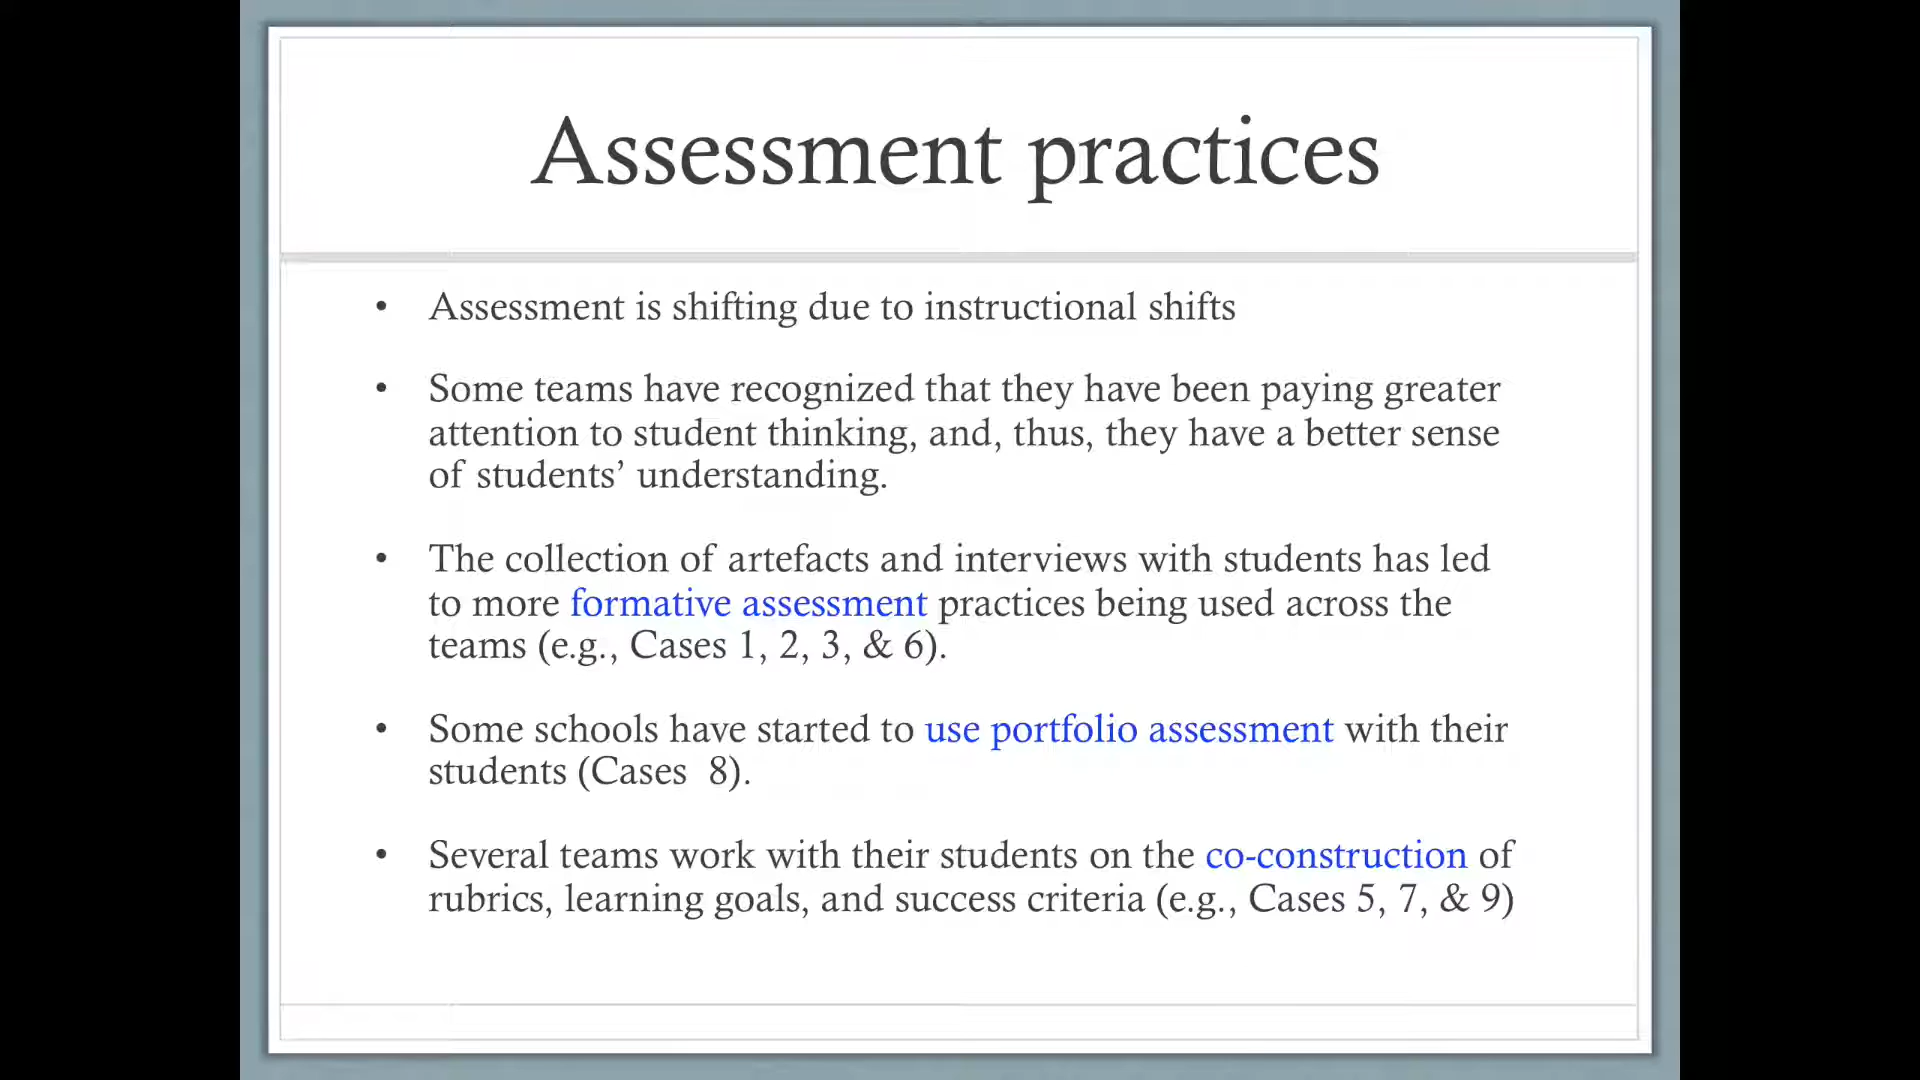 Assessment practices
• Assessment is shifting due to instructional shifts
• Some teams have recognized that they have been paying greater
attention to student thinking, and, thus, they have a better sense
of students’ understanding.
• The collection of artefacts and interviews with students has led
to more formative assessment practices being used across the
teams (e.g., Cases 1, 2, 3, & 6).
• Some schools have started to use portfolio assessment with their
students (Cases  8).
• Several teams work with their students on the co-construction of
rubrics, learning goals, and success criteria (e.g., Cases 5, 7, & 9)